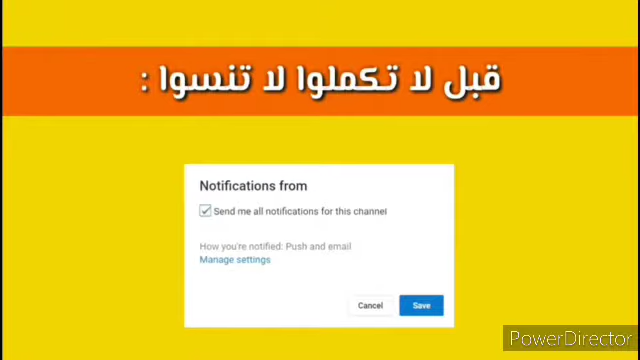 قبل لا تكملوا لا تنسوا :
Notifications from
Send me all notifications for this channel
How you're notified: Push and email
Manage settings
Cancel
Save
PowerDirector